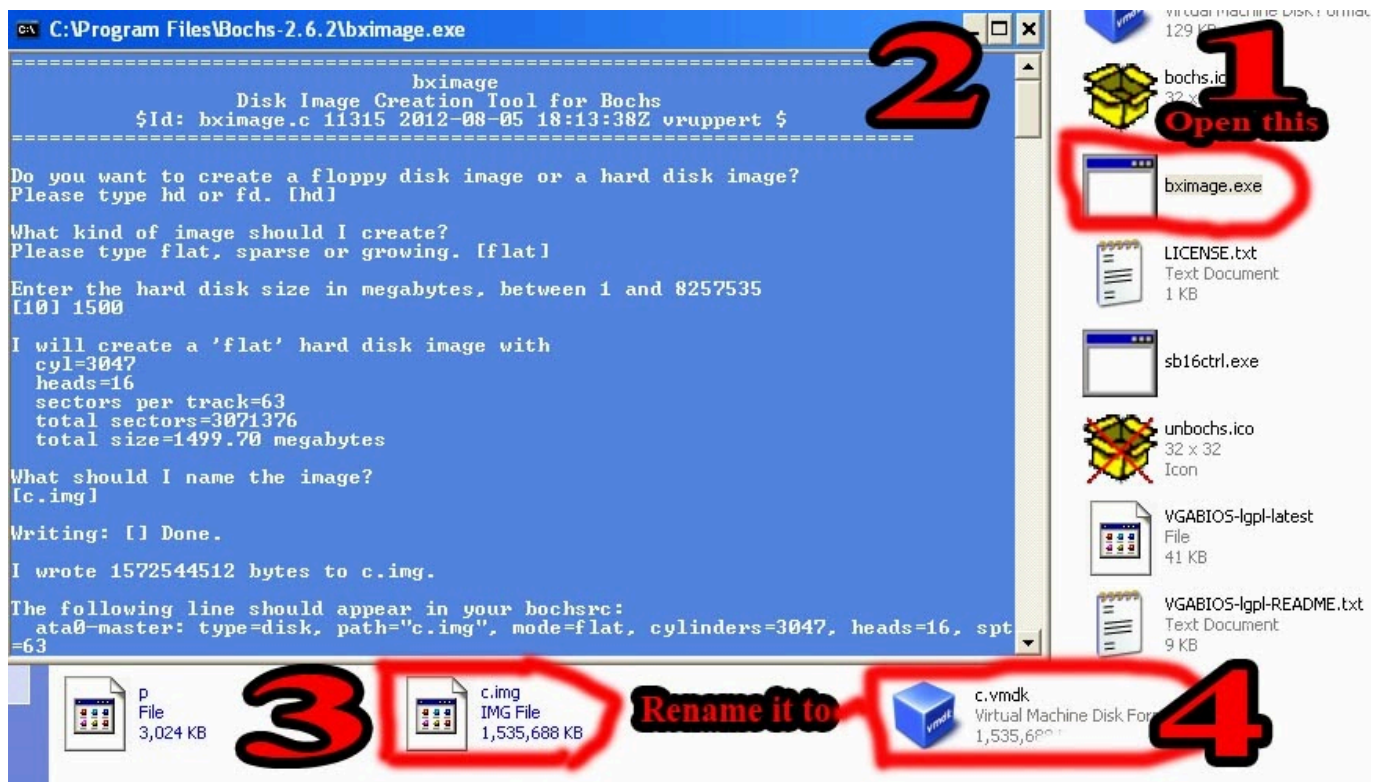 C:\Program Files\Bochs-2.6.2\bximage.exe
========================================================================
bximage
Disk Image Creation Tool for Bochs
$Id: bximage.c 11315 2012-08-05 18:13:38Z vruppert $
========================================================================
Do you want to create a floppy disk image or a hard disk image?
Please type hd or fd. [hd]
What kind of image should I create?
Please type flat, sparse or growing. [flat]
Enter the hard disk size in megabytes, between 1 and 8257535
[10] 1500
I will create a 'flat' hard disk image with
cyl=3047
heads=16
sectors per track=63
total sectors=3071376
total size=1499.70 megabytes
What should I name the image?
[c.img]
Writing: [] Done.
I wrote 1572544512 bytes to c.img.
The following line should appear in your bochsrc:
ata0-master: type=disk, path="c.img", mode=flat, cylinders=3047, heads=16, spt
=63
2
Virtual Machine Disk Format
129 KB
1
bochs.ic
32 x
Open this
bximage.exe
LICENSE.txt
Text Document
1 KB
sb16ctrl.exe
unbochs.ico
32 x 32
Icon
VGABIOS-lgpl-latest
File
41 KB
VGABIOS-lgpl-README.txt
Text Document
9 KB
p
File
3,024 KB
3
c.img
IMG File
1,535,688 KB
Rename it to
vmdk
c.vmdk
Virtual Machine Disk For
4